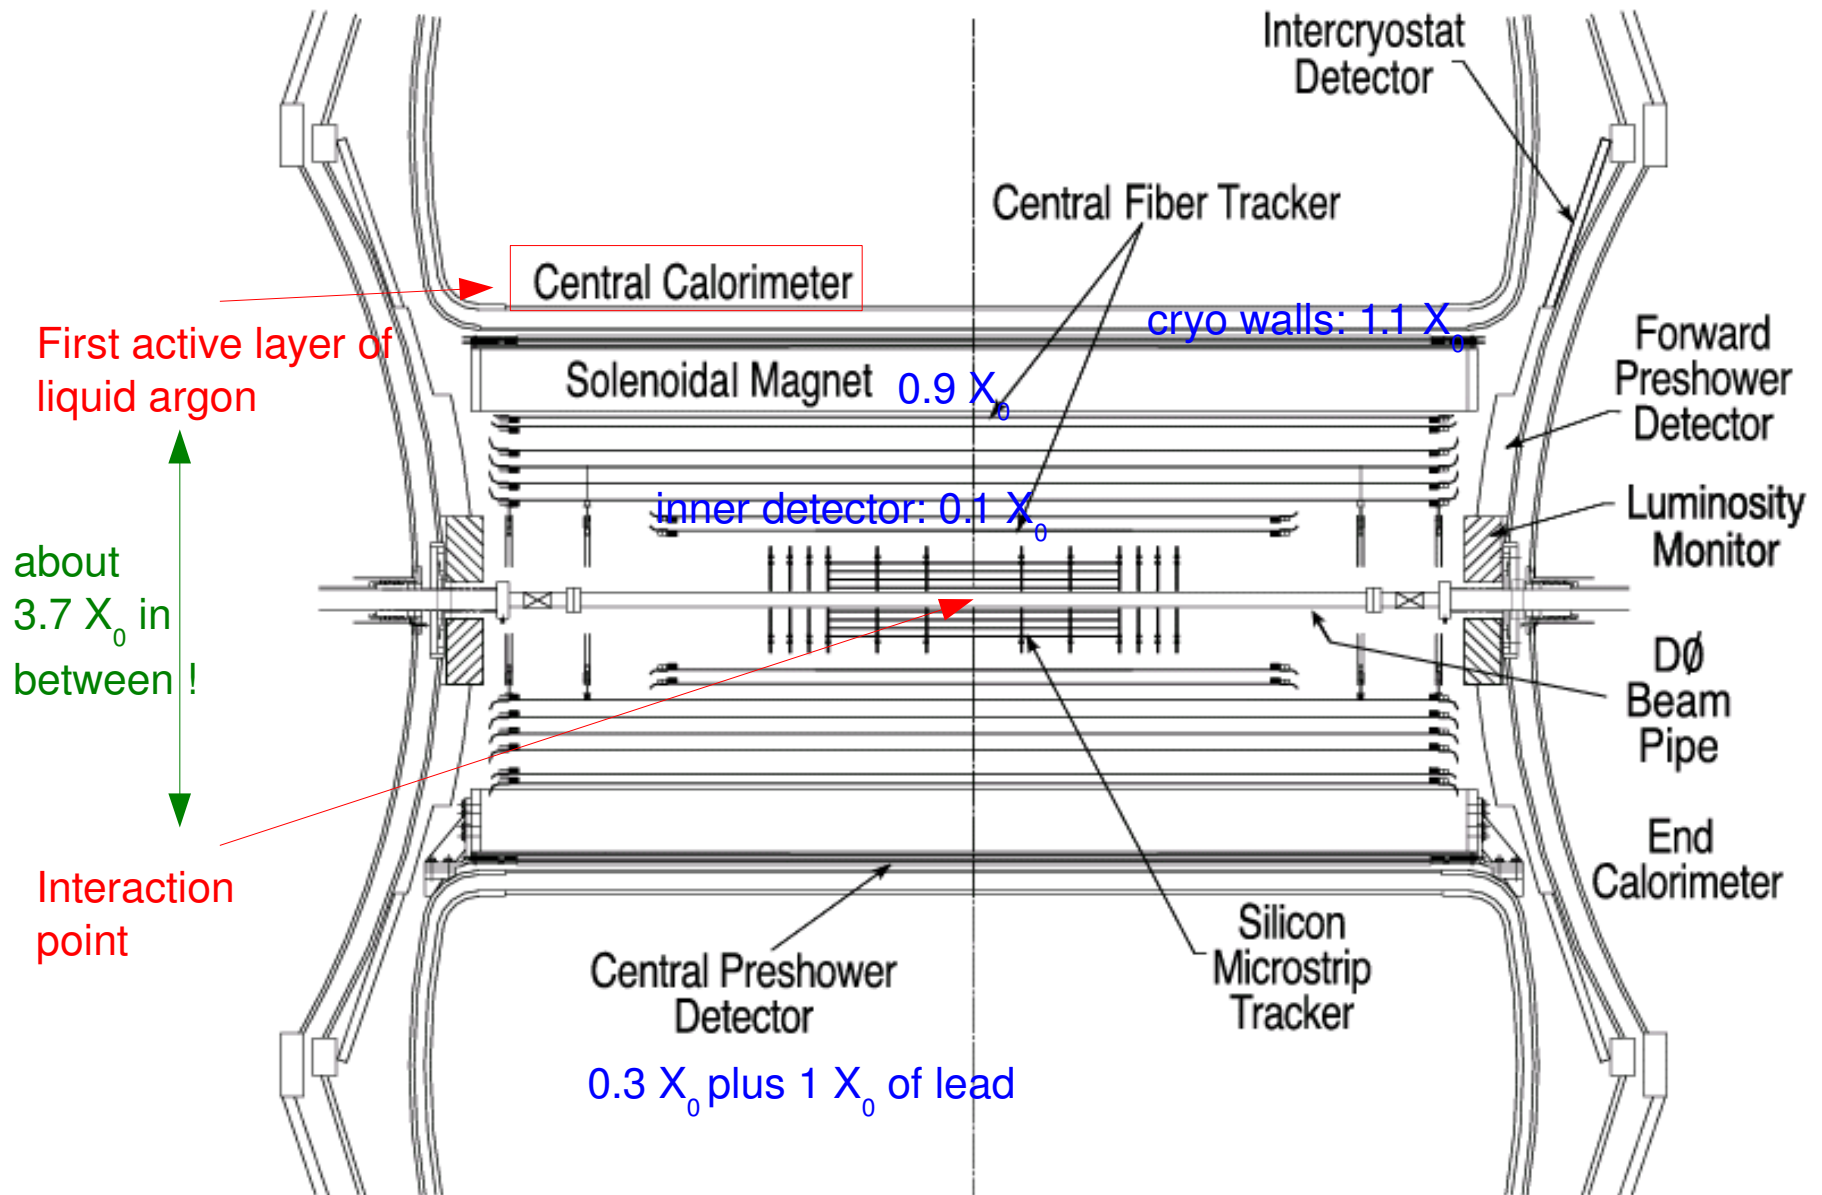 Intercryostat
Detector
Central Fiber Tracker
Central Calorimeter
cryo walls: 1.1 X0
First active layer of
liquid argon
Solenoidal Magnet
0.9 X0
Forward
Preshower
Detector
inner detector: 0.1 X0
Luminosity
Monitor
about
3.7 X0 in
between !
DØ
Beam
Pipe
End
Calorimeter
Interaction
point
Central Preshower
Detector
Silicon
Microstrip
Tracker
0.3 X0 plus 1 X0 of lead